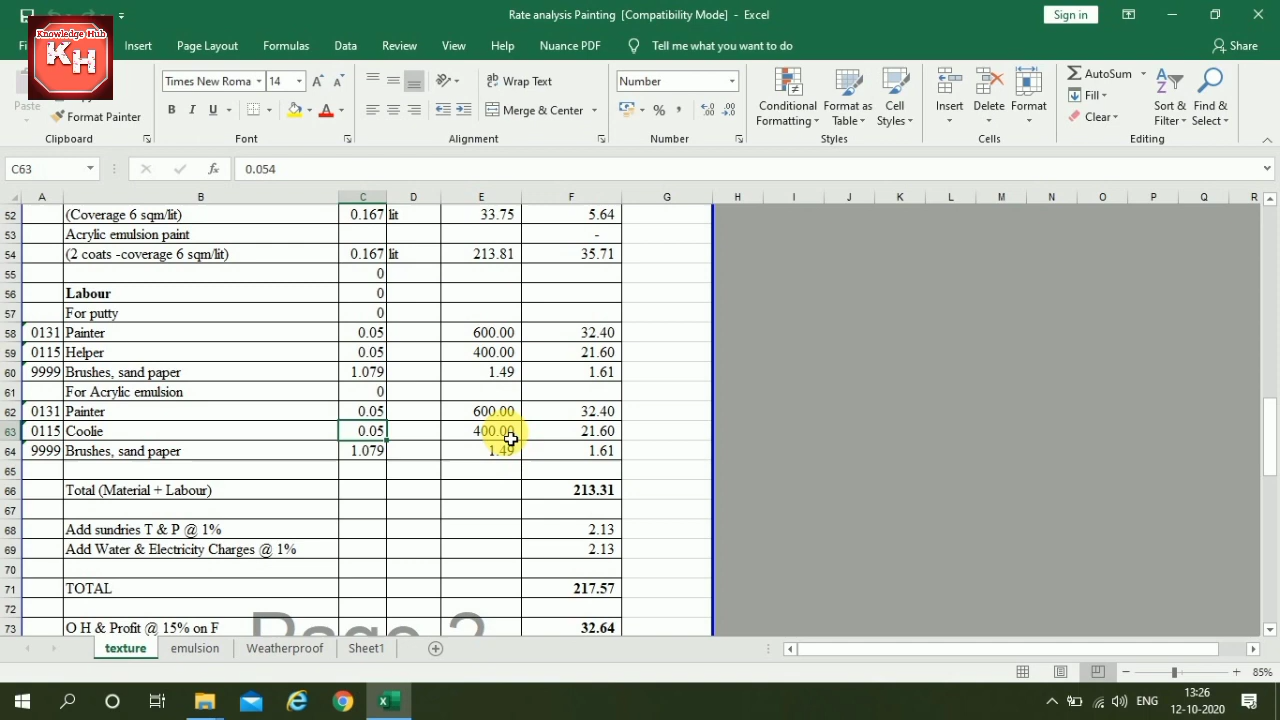 Rate analysis Painting [Compatibility Mode] - Excel
Sign in
Knowledge Hub
KH
Insert Page Layout Formulas Data Review View Help Nuance PDF Tell me what you want to do Share
Paste
Format Painter
Clipboard
Times New Roma 14
B I U
Font
Wrap Text
Merge & Center
Alignment
Number
Number
Conditional Formatting
Format as Table
Cell Styles
Styles
Insert Delete Format
Cells
AutoSum
Fill
Clear
Sort & Filter
Find & Select
Editing
C63 fx 0.054
A B C D E F G H I J K L M N O P Q R
52 (Coverage 6 sqm/lit) 0.167 lit 33.75 5.64
53 Acrylic emulsion paint -
54 (2 coats -coverage 6 sqm/lit) 0.167 lit 213.81 35.71
55 0
56 Labour 0
57 For putty 0
58 0131 Painter 0.05 600.00 32.40
59 0115 Helper 0.05 400.00 21.60
60 9999 Brushes, sand paper 1.079 1.49 1.61
61 For Acrylic emulsion 0
62 0131 Painter 0.05 600.00 32.40
63 0115 Coolie 0.05 400.00 21.60
64 9999 Brushes, sand paper 1.079 1.49 1.61
65
66 Total (Material + Labour) 213.31
67
68 Add sundries T & P @ 1% 2.13
69 Add Water & Electricity Charges @ 1% 2.13
70
71 TOTAL 217.57
72
73 O H & Profit @ 15% on F 32.64
Page 2
texture emulsion Weatherproof Sheet1
85%
ENG
13:26
12-10-2020